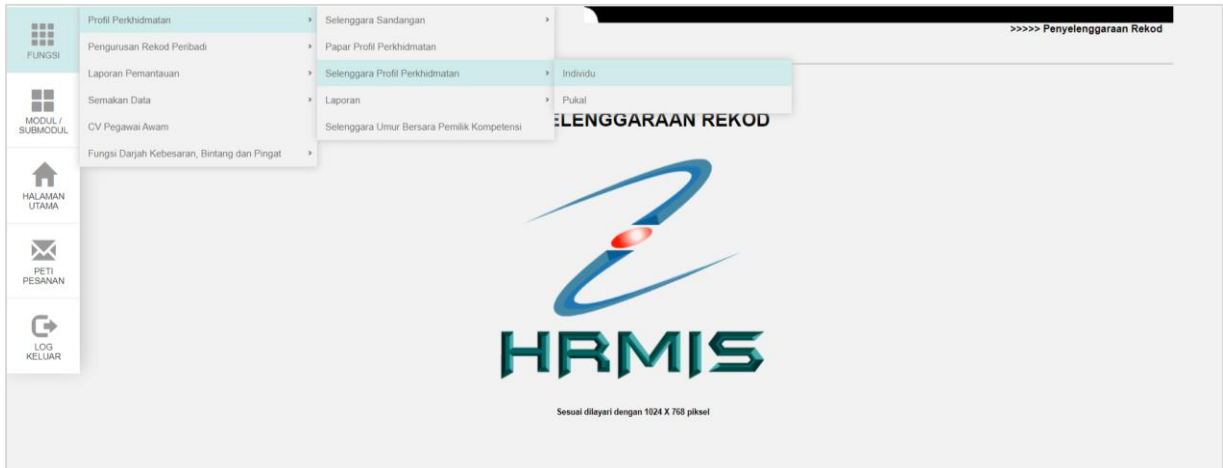 FUNGSI
MODUL /
SUBMODUL
HALAMAN
UTAMA
PETI
PESANAN
LOG
KELUAR
Profil Perkhidmatan
Pengurusan Rekod Peribadi
Laporan Pemantauan
Semakan Data
CV Pegawai Awam
Fungsi Darjah Kebesaran, Bintang dan Pingat
Selenggara Sandangan
Papar Profil Perkhidmatan
Selenggara Profil Perkhidmatan
Laporan
Selenggara Umur Bersara Pemilik Kompetensi
Individu
Pukal
>>>>> Penyelenggaraan Rekod
ELENGGARAAN REKOD
HRMIS
Sesuai dilayari dengan 1024 X 768 piksel